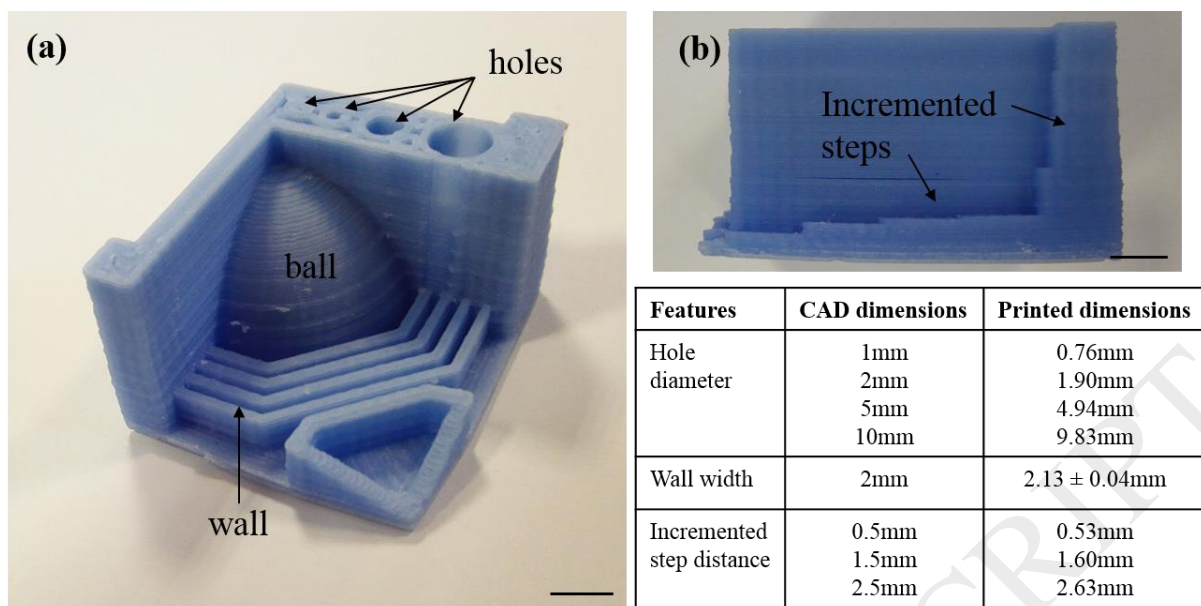 (a)
holes
ball
wall
(b)
Incremented
steps
Features CAD dimensions Printed dimensions
Hole
diameter
1mm 0.76mm
2mm 1.90mm
5mm 4.94mm
10mm 9.83mm
Wall width 2mm 2.13 ± 0.04mm
Incremented
step distance
0.5mm 0.53mm
1.5mm 1.60mm
2.5mm 2.63mm
SCRIPT